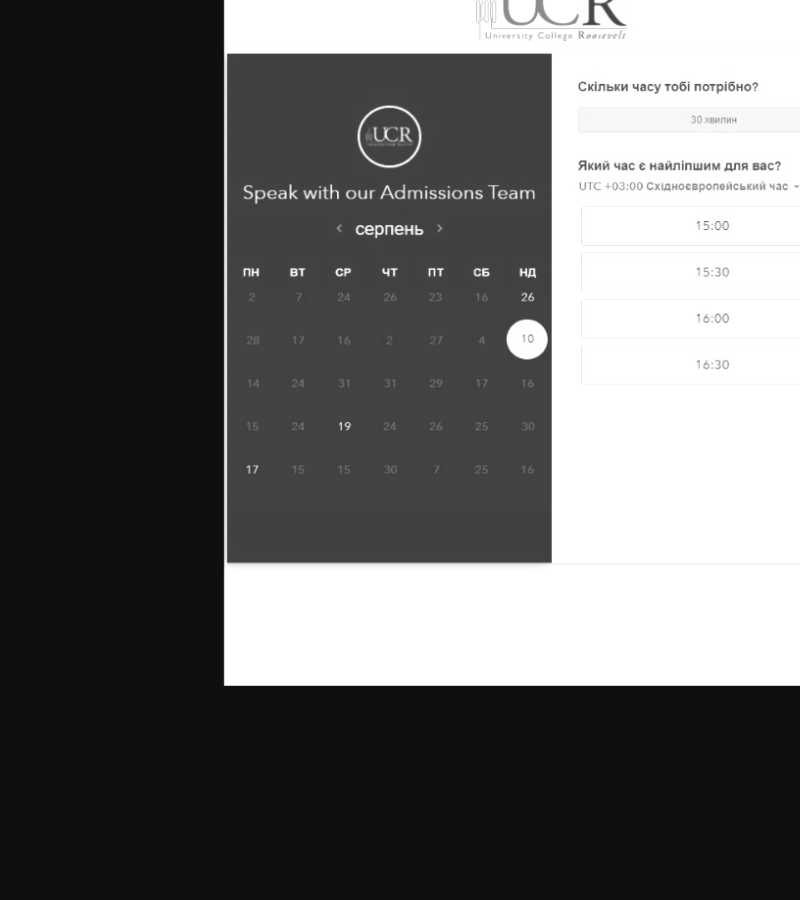 UCR
University College Roosevelt
UCR
Speak with our Admissions Team
‹ серпень ›
ПН ВТ СР ЧТ ПТ СБ НД
2 7 24 26 23 16 26
28 17 16 2 27 4 10
14 24 31 31 29 17 16
15 24 19 24 26 25 30
17 15 15 30 7 25 16
Скільки часу тобі потрібно?
30 хвилин
Який час є найліпшим для вас?
UTC +03:00 Східноєвропейський час
15:00
15:30
16:00
16:30